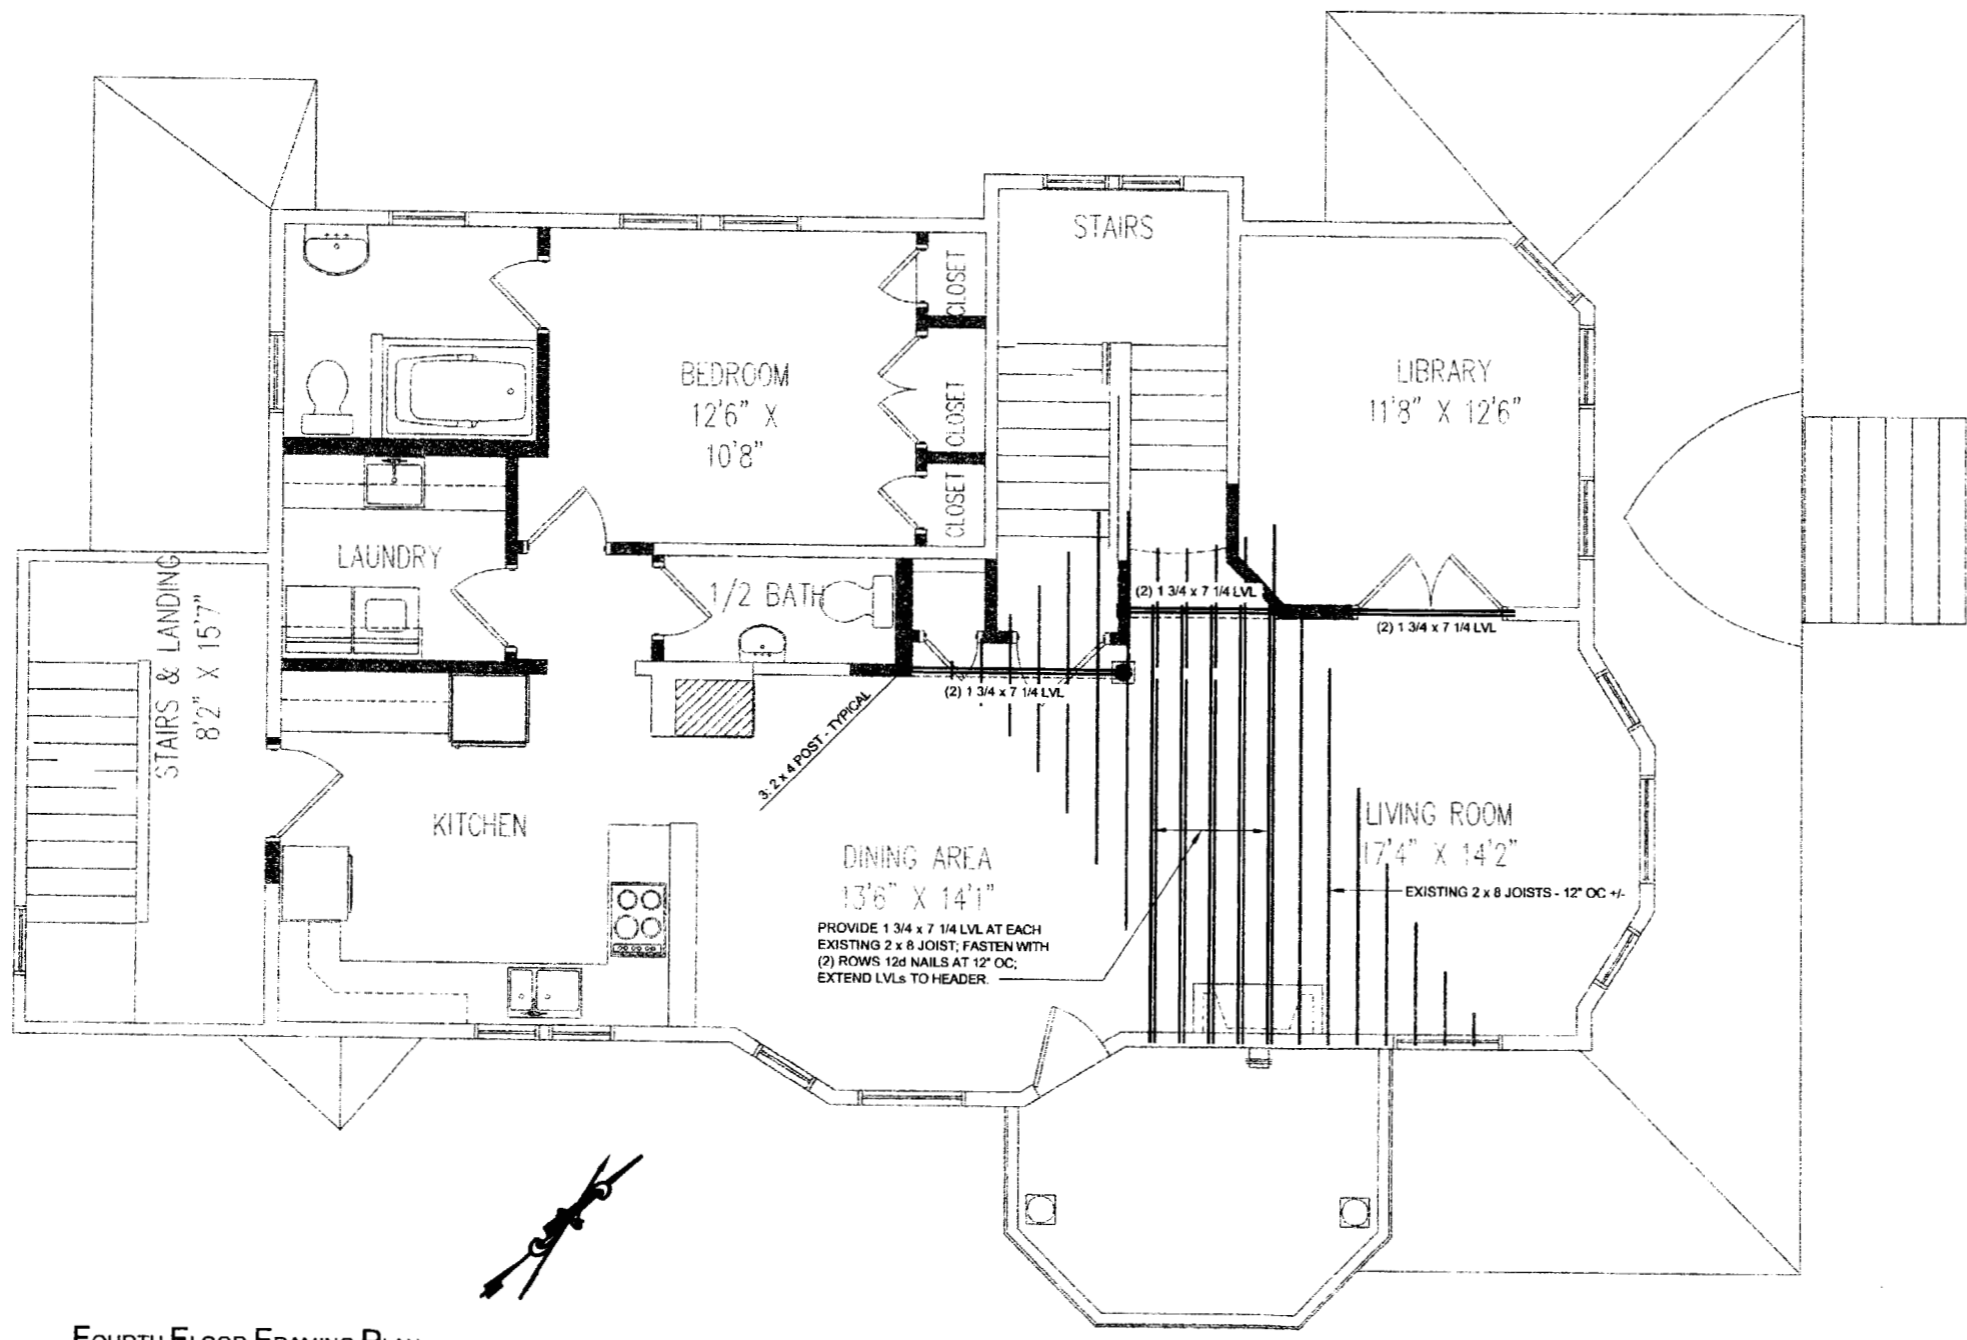 STAIRS
CLOSET
BEDROOM
12'6" X
10'8"
LIBRARY
11'8" X 12'6"
CLOSET
CLOSET
LAUNDRY
STAIRS & LANDING
8'2" X 15'7"
1/2 BATH
(2) 1 3/4 x 7 1/4 LVL
(2) 1 3/4 x 7 1/4 LVL
(2) 1 3/4 x 7 1/4 LVL
3: 2 x 4 POST - TYPICAL
KITCHEN
LIVING ROOM
17'4" X 14'2"
DINING AREA
13'6" X 14'1"
EXISTING 2 x 8 JOISTS - 12" OC +/-
PROVIDE 1 3/4 x 7 1/4 LVL AT EACH
EXISTING 2 x 8 JOIST; FASTEN WITH
(2) ROWS 12d NAILS AT 12" OC;
EXTEND LVLs TO HEADER.
FOURTH FLOOR FRAMING PLAN